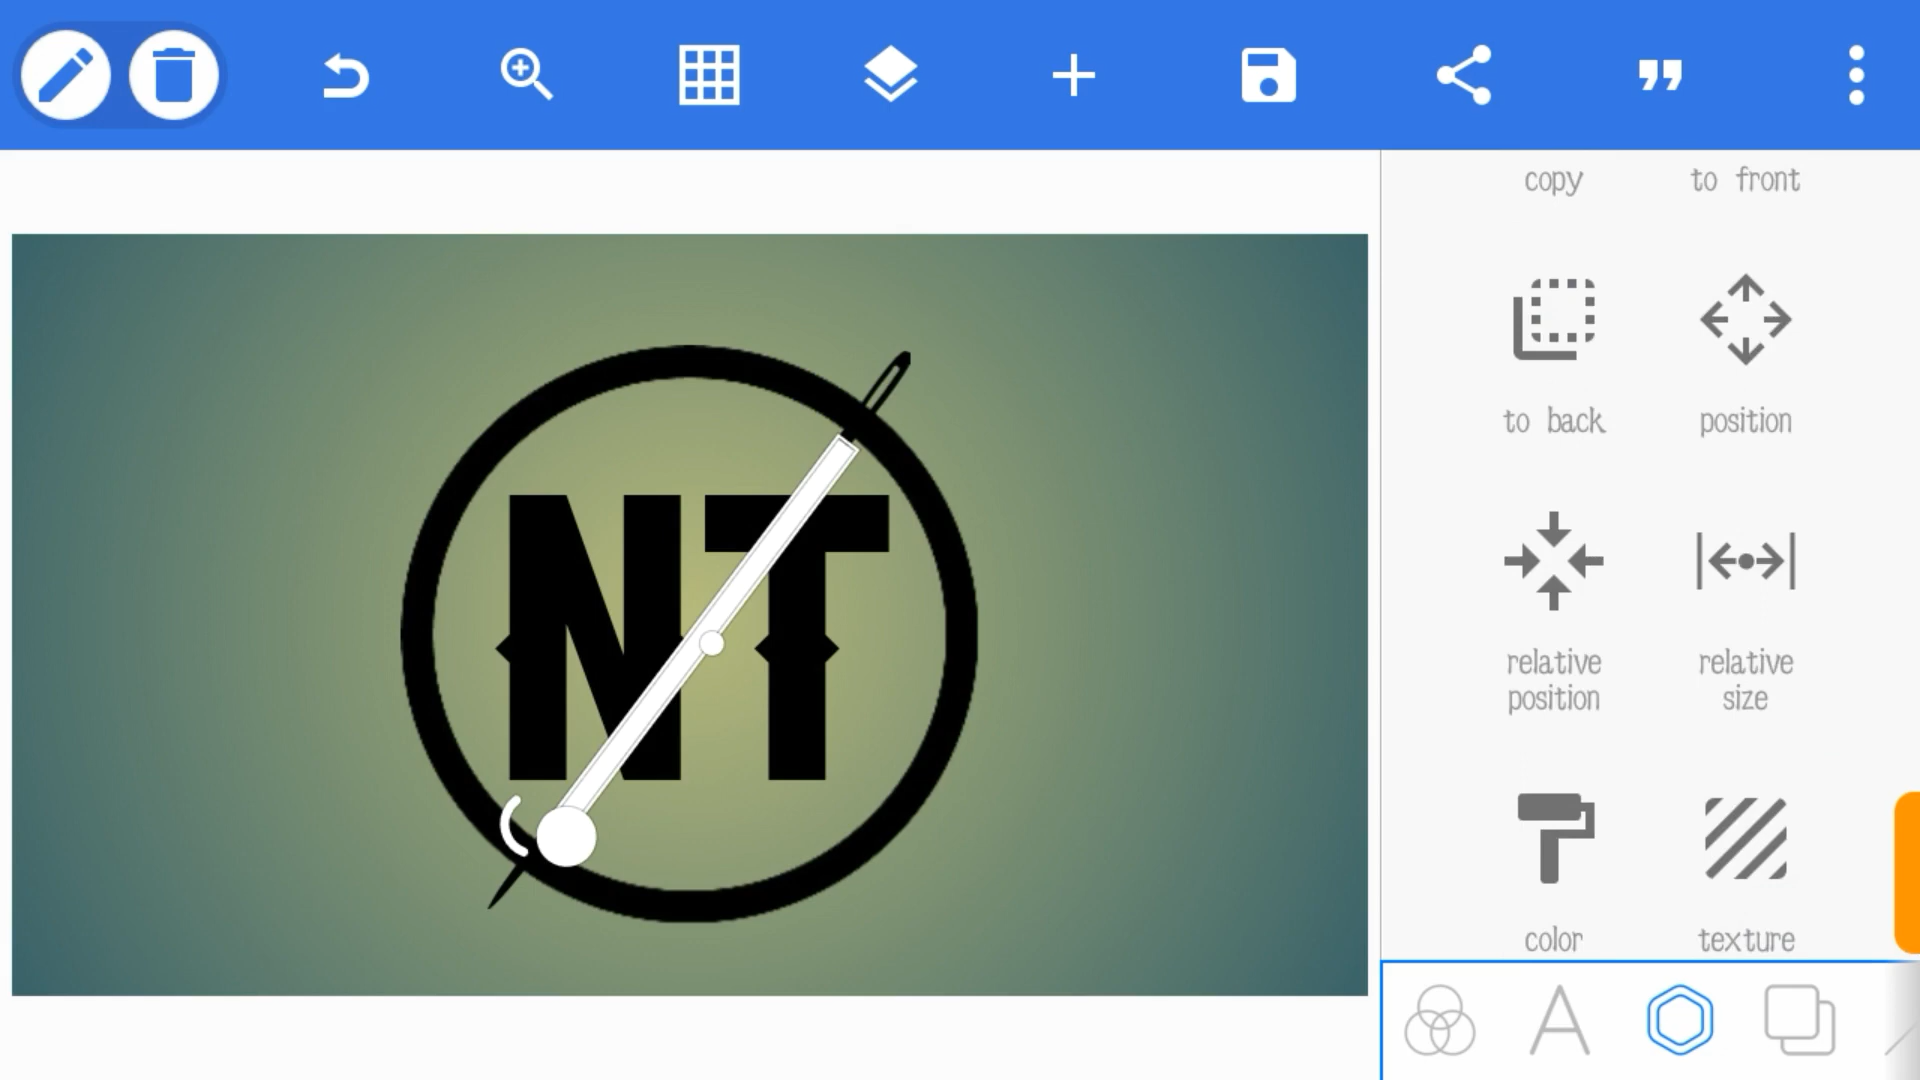 copy
to front
to back
position
relative
position
relative
size
color
texture
NT